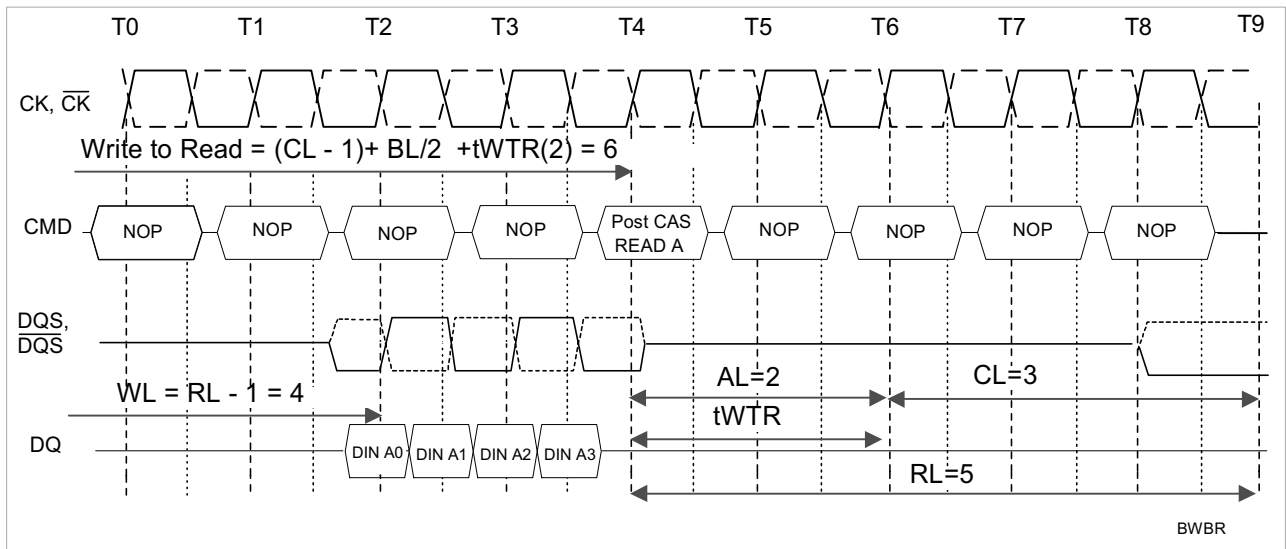 T0 T1 T2 T3 T4 T5 T6 T7 T8 T9
CK, CK
Write to Read = (CL - 1)+ BL/2 +tWTR(2) = 6
CMD NOP NOP NOP NOP Post CAS READ A NOP NOP NOP NOP
DQS,
DQS
AL=2 CL=3
WL = RL - 1 = 4
tWTR
DQ DIN A0 DIN A1 DIN A2 DIN A3
RL=5
BWBR